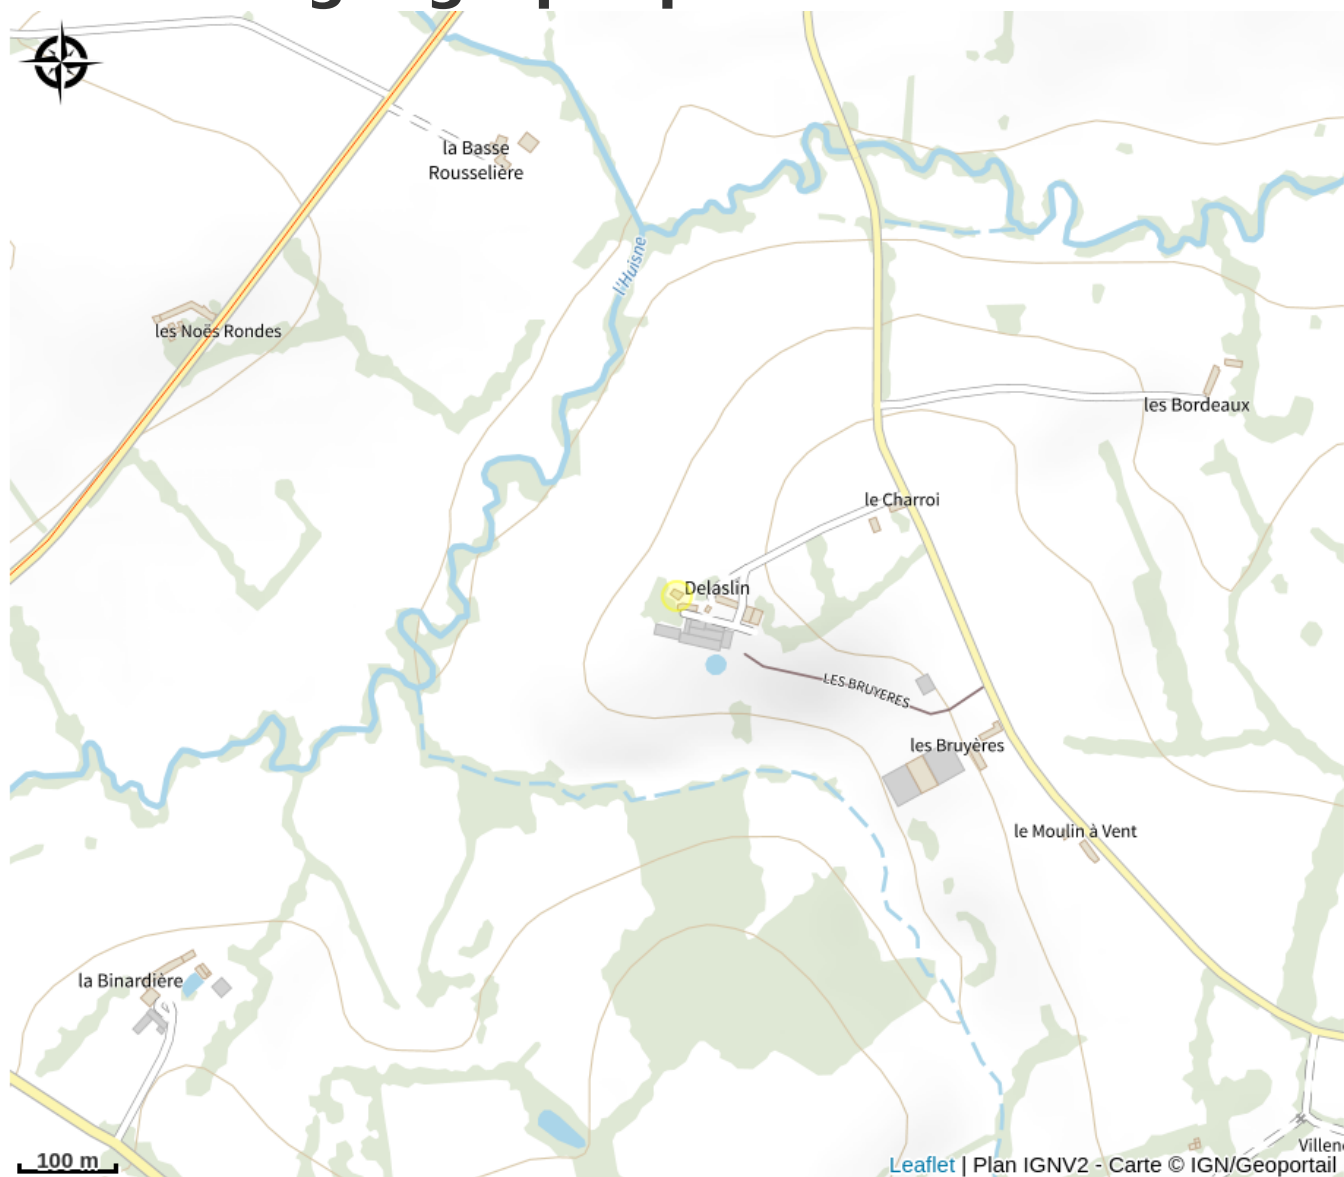 la Basse
Rousselière
l'Huisne
les Noës Rondes
les Bordeaux
le Charroi
Delaslin
LES BRUYERES
les Bruyères
le Moulin à Vent
la Binardière
Villen
100 m
Leaflet | Plan IGNV2 - Carte © IGN/Geoportail